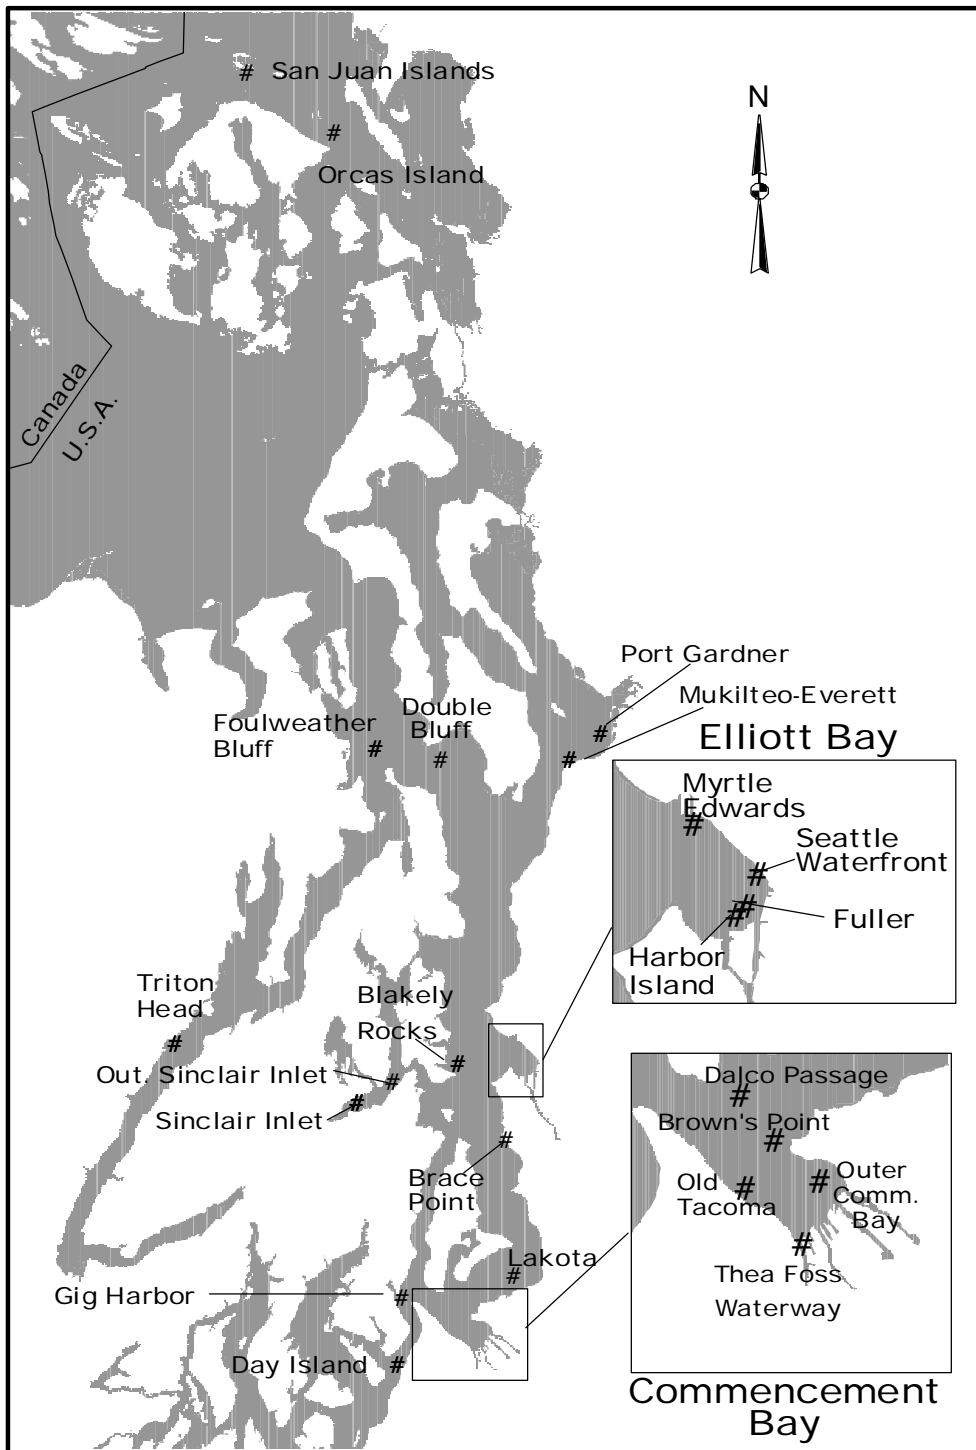 # San Juan Islands
N
#
Orcas Island
Canada
U.S.A.
Port Gardner
Mukilteo-Everett
Foulweather
Bluff
#
Double
Bluff
#
#
#
Elliott Bay
Myrtle
Edwards
#
Seattle
Waterfront
#
#
#
Fuller
Harbor
Island
Triton
Head
#
Blakely
Rocks
#
Out. Sinclair Inlet
#
Sinclair Inlet
#
#
Brace
Point
Lakota
#
Gig Harbor
#
Day Island
#
Dalco Passage
#
Brown's Point
#
Old
Tacoma
#
#
Outer
Comm.
Bay
#
Thea Foss
Waterway
Commencement
Bay